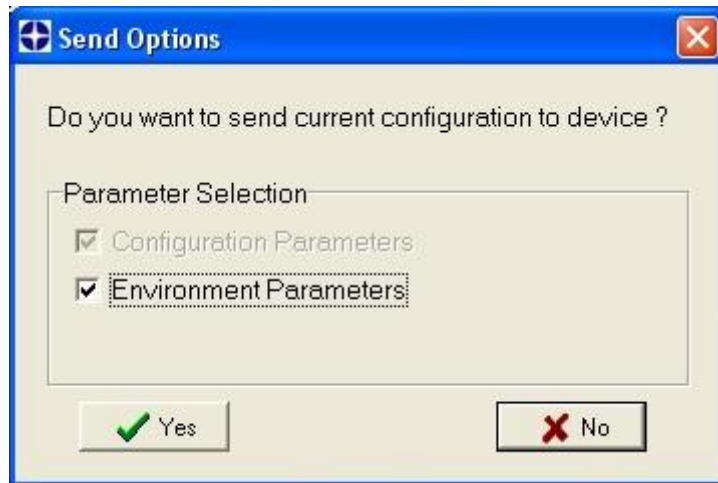 Send Options
Do you want to send current configuration to device ?
Parameter Selection
Configuration Parameters
Environment Parameters
Yes
No